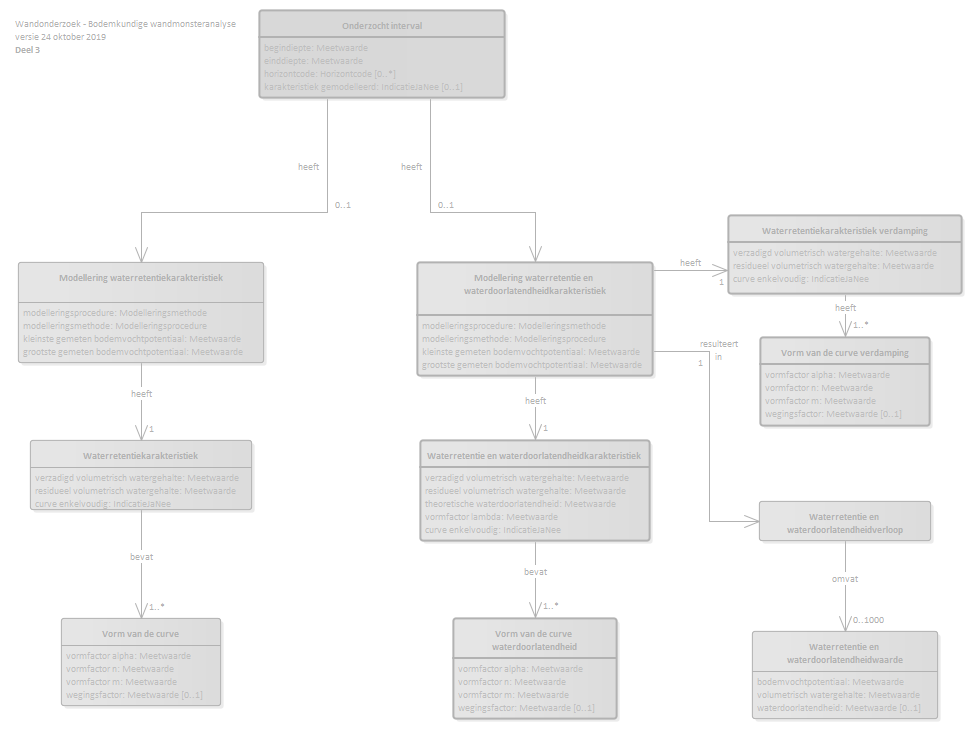 Wandonderzoek - Bodemkundige wandmonsteranalyse
versie 24 oktober 2019
Deel 3
Onderzocht interval
begindiepte: Meetwaarde
einddiepte: Meetwaarde
horizontcode: Horizontcode [0..*]
karakteristiek gemodelleerd: IndicatieJaNee [0..1]
heeft
heeft
0..1
0..1
Modellering waterretentiekarakteristiek
modelleringsprocedure: Modelleringsmethode
modelleringsmethode: Modelleringsprocedure
kleinste gemeten bodemvochtpotentiaal: Meetwaarde
grootste gemeten bodemvochtpotentiaal: Meetwaarde
Modellering waterretentie en
waterdoorlatendheidkarakteristiek
modelleringsprocedure: Modelleringsmethode
modelleringsmethode: Modelleringsprocedure
kleinste gemeten bodemvochtpotentiaal: Meetwaarde
grootste gemeten bodemvochtpotentiaal: Meetwaarde
heeft
1
Waterretentiekarakteristiek verdamping
verzadigd volumetrisch watergehalte: Meetwaarde
residueel volumetrisch watergehalte: Meetwaarde
curve enkelvoudig: IndicatieJaNee
heeft
1..*
Vorm van de curve verdamping
vormfactor alpha: Meetwaarde
vormfactor n: Meetwaarde
vormfactor m: Meetwaarde
wegingsfactor: Meetwaarde [0..1]
resulteert
in
1
heeft
1
heeft
1
Waterretentiekarakteristiek
verzadigd volumetrisch watergehalte: Meetwaarde
residueel volumetrisch watergehalte: Meetwaarde
curve enkelvoudig: IndicatieJaNee
Waterretentie en waterdoorlatendheidkarakteristiek
verzadigd volumetrisch watergehalte: Meetwaarde
residueel volumetrisch watergehalte: Meetwaarde
theoretische waterdoorlatendheid: Meetwaarde
vormfactor lambda: Meetwaarde
curve enkelvoudig: IndicatieJaNee
Waterretentie en
waterdoorlatendheidverloop
bevat
1..*
bevat
1..*
omvat
0..1000
Vorm van de curve
vormfactor alpha: Meetwaarde
vormfactor n: Meetwaarde
vormfactor m: Meetwaarde
wegingsfactor: Meetwaarde [0..1]
Vorm van de curve
waterdoorlatendheid
vormfactor alpha: Meetwaarde
vormfactor n: Meetwaarde
vormfactor m: Meetwaarde
wegingsfactor: Meetwaarde [0..1]
Waterretentie en
waterdoorlatendheidwaarde
bodemvochtpotentiaal: Meetwaarde
volumetrisch watergehalte: Meetwaarde
waterdoorlatendheid: Meetwaarde [0..1]